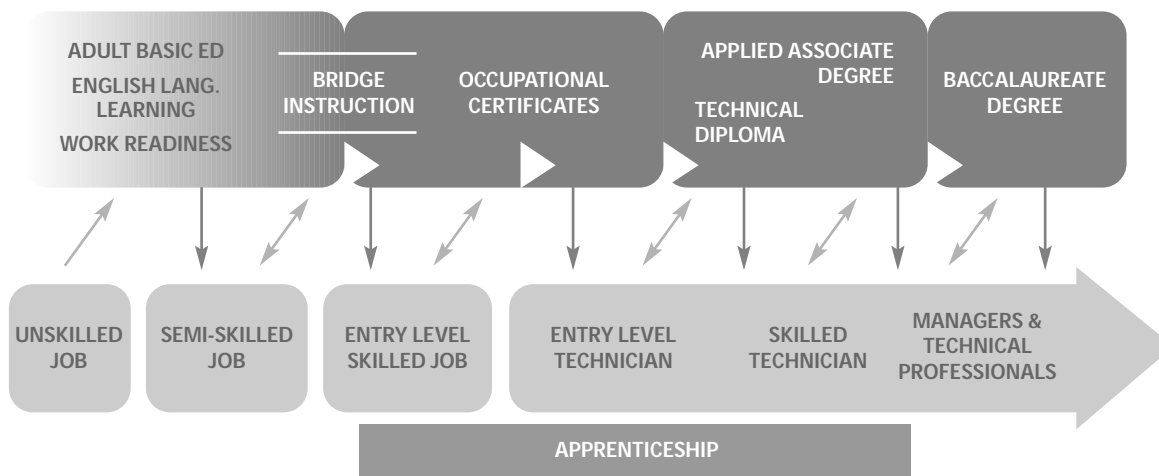 ADULT BASIC ED
ENGLISH LANG.
LEARNING
WORK READINESS
BRIDGE
INSTRUCTION
OCCUPATIONAL
CERTIFICATES
APPLIED ASSOCIATE
DEGREE
TECHNICAL
DIPLOMA
BACCALAUREATE
DEGREE
UNSKILLED
JOB
SEMI-SKILLED
JOB
ENTRY LEVEL
SKILLED JOB
ENTRY LEVEL
TECHNICIAN
SKILLED
TECHNICIAN
MANAGERS &
TECHNICAL
PROFESSIONALS
APPRENTICESHIP